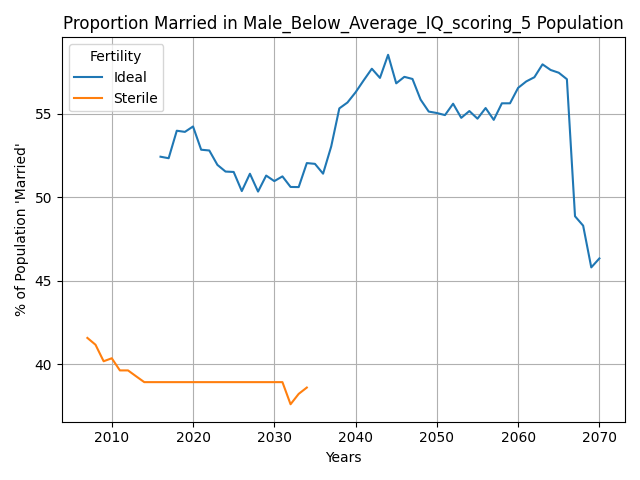 Proportion Married in Male_Below_Average_IQ_scoring_5 Population
Fertility
Ideal
Sterile
% of Population 'Married'
55
50
45
40
2010 2020 2030 2040 2050 2060 2070
Years